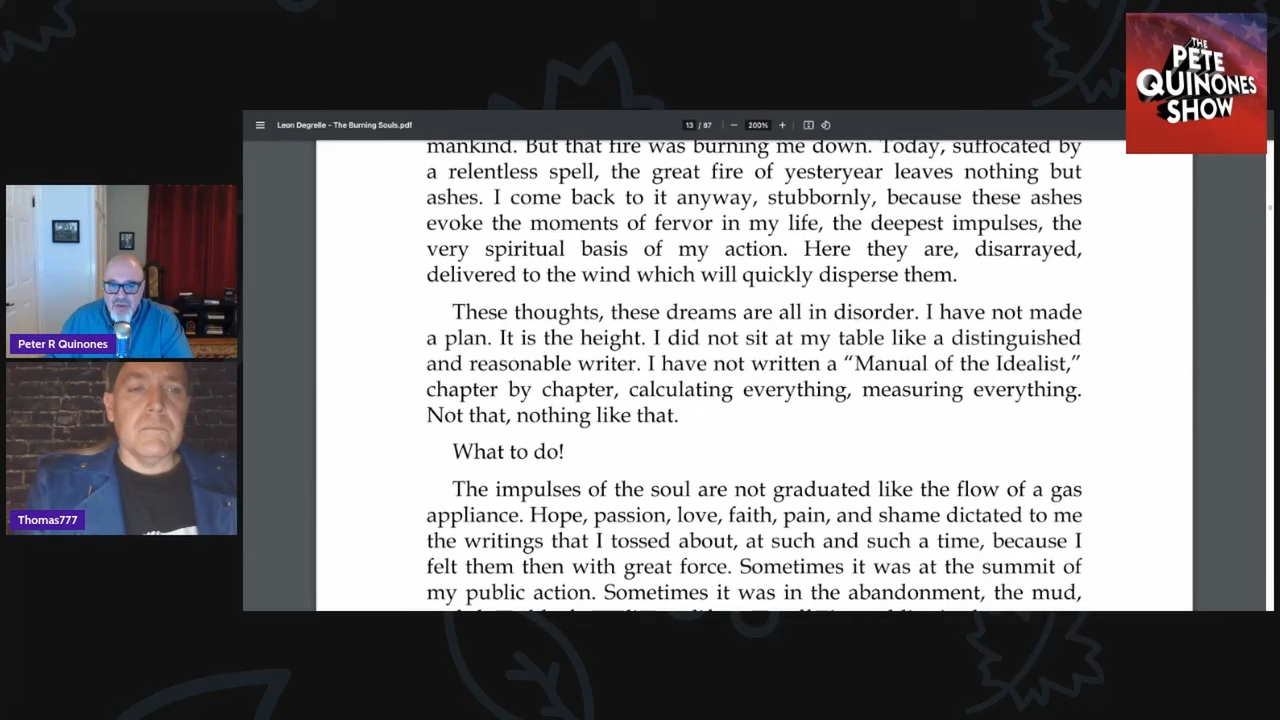 THE
PETE
QUINONES
SHOW
Leon Degrelle - The Burning Souls.pdf
13 / 87
200%
mankind. But that fire was burning me down. Today, suffocated by
a relentless spell, the great fire of yesteryear leaves nothing but
ashes. I come back to it anyway, stubbornly, because these ashes
evoke the moments of fervor in my life, the deepest impulses, the
very spiritual basis of my action. Here they are, disarrayed,
delivered to the wind which will quickly disperse them.
These thoughts, these dreams are all in disorder. I have not made
a plan. It is the height. I did not sit at my table like a distinguished
and reasonable writer. I have not written a “Manual of the Idealist,”
chapter by chapter, calculating everything, measuring everything.
Not that, nothing like that.
What to do!
The impulses of the soul are not graduated like the flow of a gas
appliance. Hope, passion, love, faith, pain, and shame dictated to me
the writings that I tossed about, at such and such a time, because I
felt them then with great force. Sometimes it was at the summit of
my public action. Sometimes it was in the abandonment, the mud,
Peter R Quinones
Thomas777